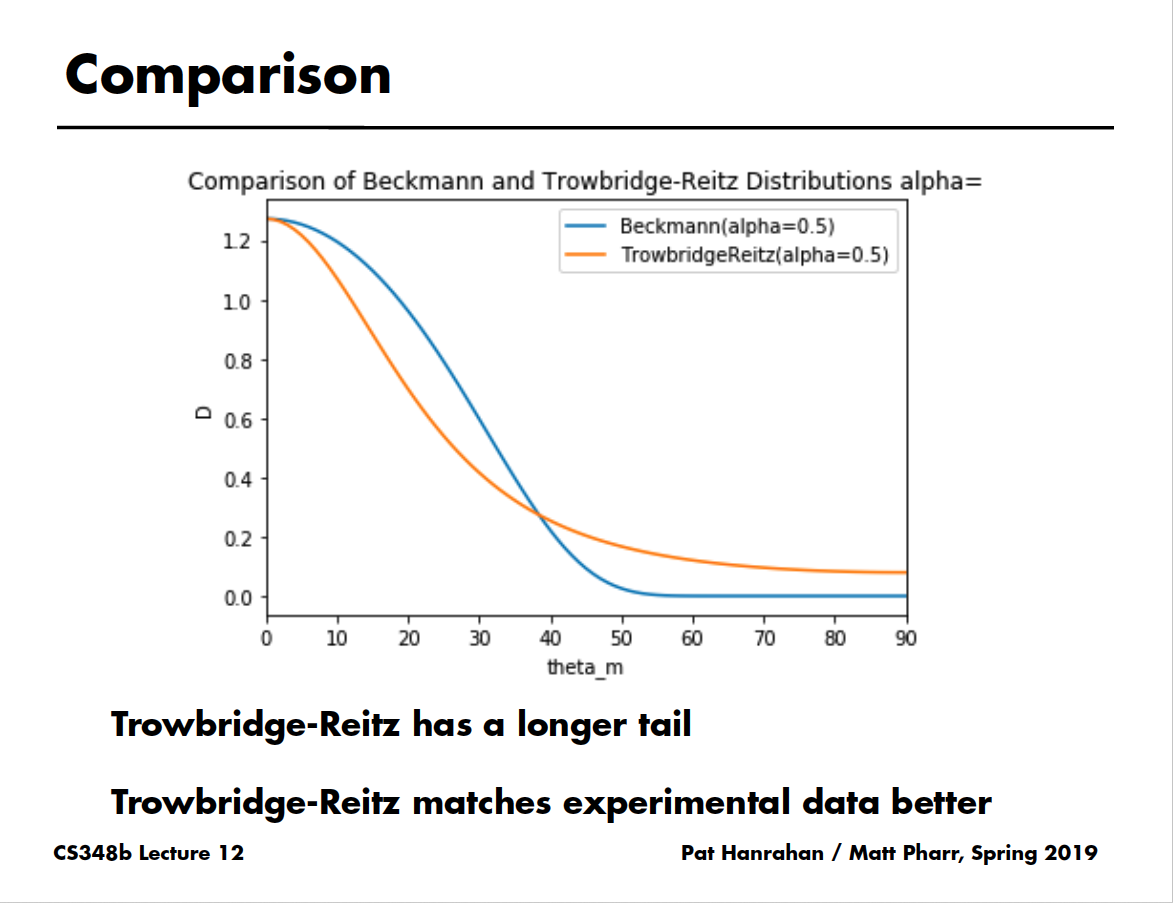 Comparison
Comparison of Beckmann and Trowbridge-Reitz Distributions alpha=
Beckmann(alpha=0.5)
TrowbridgeReitz(alpha=0.5)
1.2
1.0
0.8
0.6
0.4
0.2
0.0
D
0 10 20 30 40 50 60 70 80 90
theta_m
Trowbridge-Reitz has a longer tail
Trowbridge-Reitz matches experimental data better
CS348b Lecture 12
Pat Hanrahan / Matt Pharr, Spring 2019